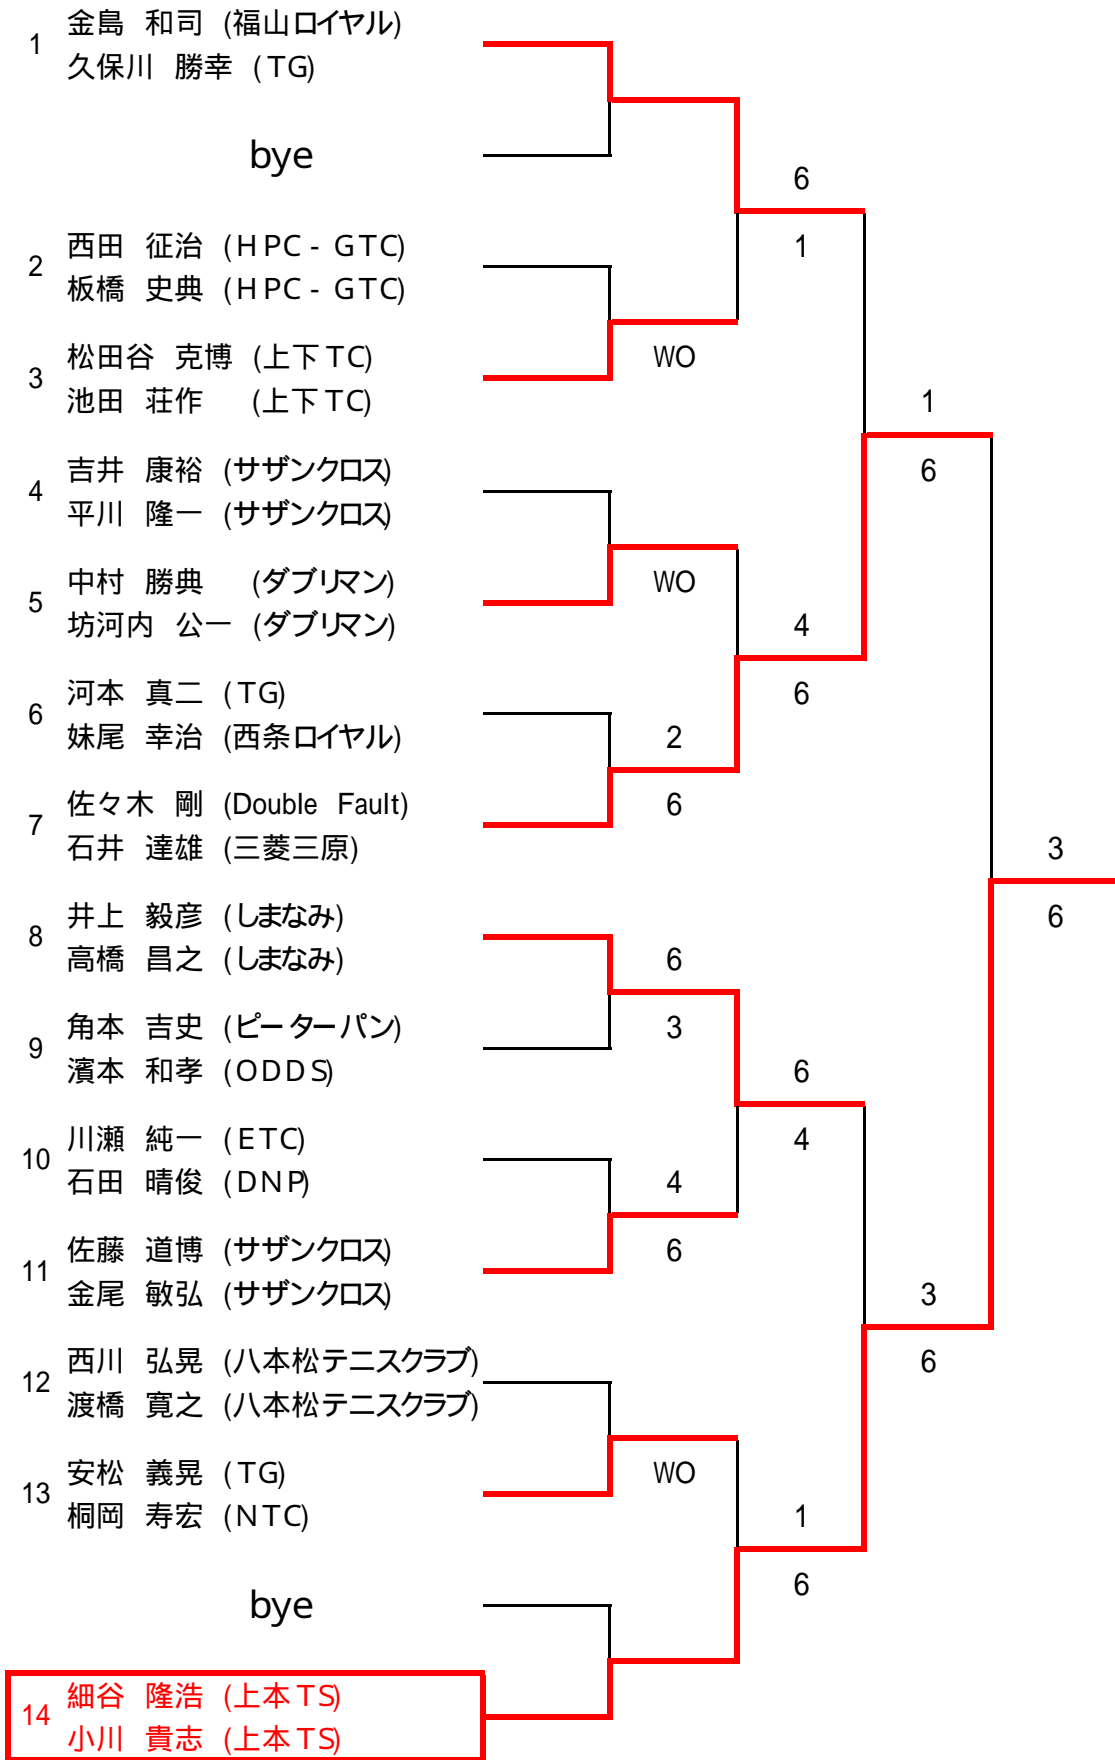 1
金島 和司 (福山ロイヤル)
久保川 勝幸 (TG)
bye
2
西田 征治 (HPC - GTC)
板橋 史典 (HPC - GTC)
3
松田谷 克博 (上下TC)
池田 荘作 (上下TC)
4
吉井 康裕 (サザンクロス)
平川 隆一 (サザンクロス)
5
中村 勝典 (ダブリマン)
坊河内 公一 (ダブリマン)
6
河本 真二 (TG)
妹尾 幸治 (西条ロイヤル)
7
佐々木 剛 (Double Fault)
石井 達雄 (三菱三原)
8
井上 毅彦 (しまなみ)
高橋 昌之 (しまなみ)
9
角本 吉史 (ピーターパン)
濱本 和孝 (ODDS)
10
川瀬 純一 (ETC)
石田 晴俊 (DNP)
11
佐藤 道博 (サザンクロス)
金尾 敏弘 (サザンクロス)
12
西川 弘晃 (八本松テニスクラブ)
渡橋 寛之 (八本松テニスクラブ)
13
安松 義晃 (TG)
桐岡 寿宏 (NTC)
bye
14
細谷 隆浩 (上本TS)
小川 貴志 (上本TS)
WO
WO
2
6
6
3
4
6
WO
6
1
4
6
6
4
1
6
1
6
3
6
3
6